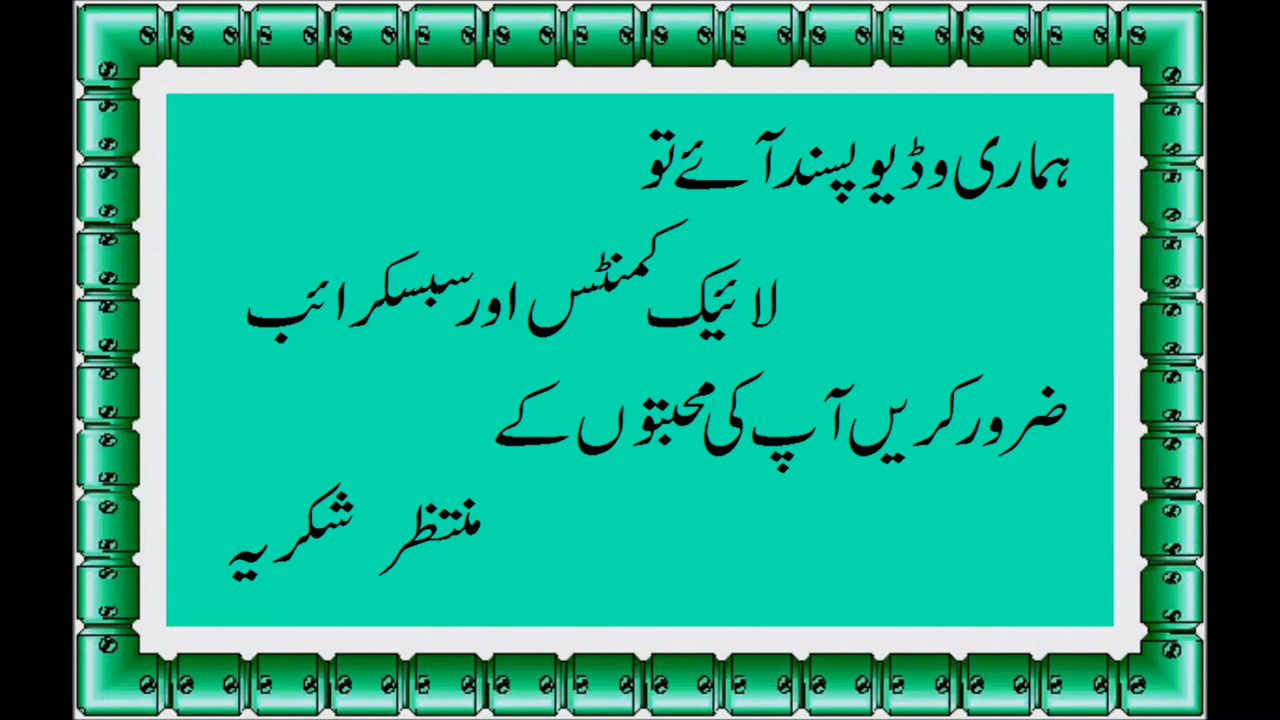 ہماری وڈیو پسند آئے تو
لائیک کمنٹس اور سبسکرائب
ضرور کریں آپ کی محبتوں کے
منتظر شکریہ